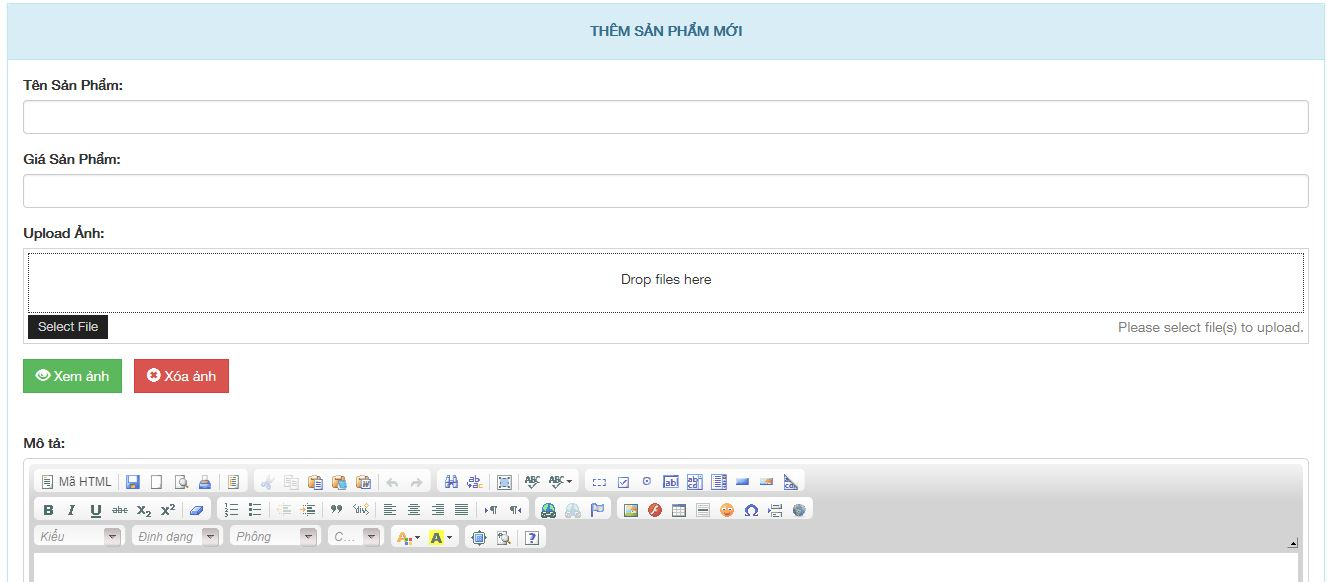 THÊM SẢN PHẨM MỚI
Tên Sản Phẩm:
Giá Sản Phẩm:
Upload Ảnh:
Drop files here
Select File
Please select file(s) to upload.
Xem ảnh Xóa ảnh
Mô tả:
Mã HTML
Kiểu Định dạng Phông C...